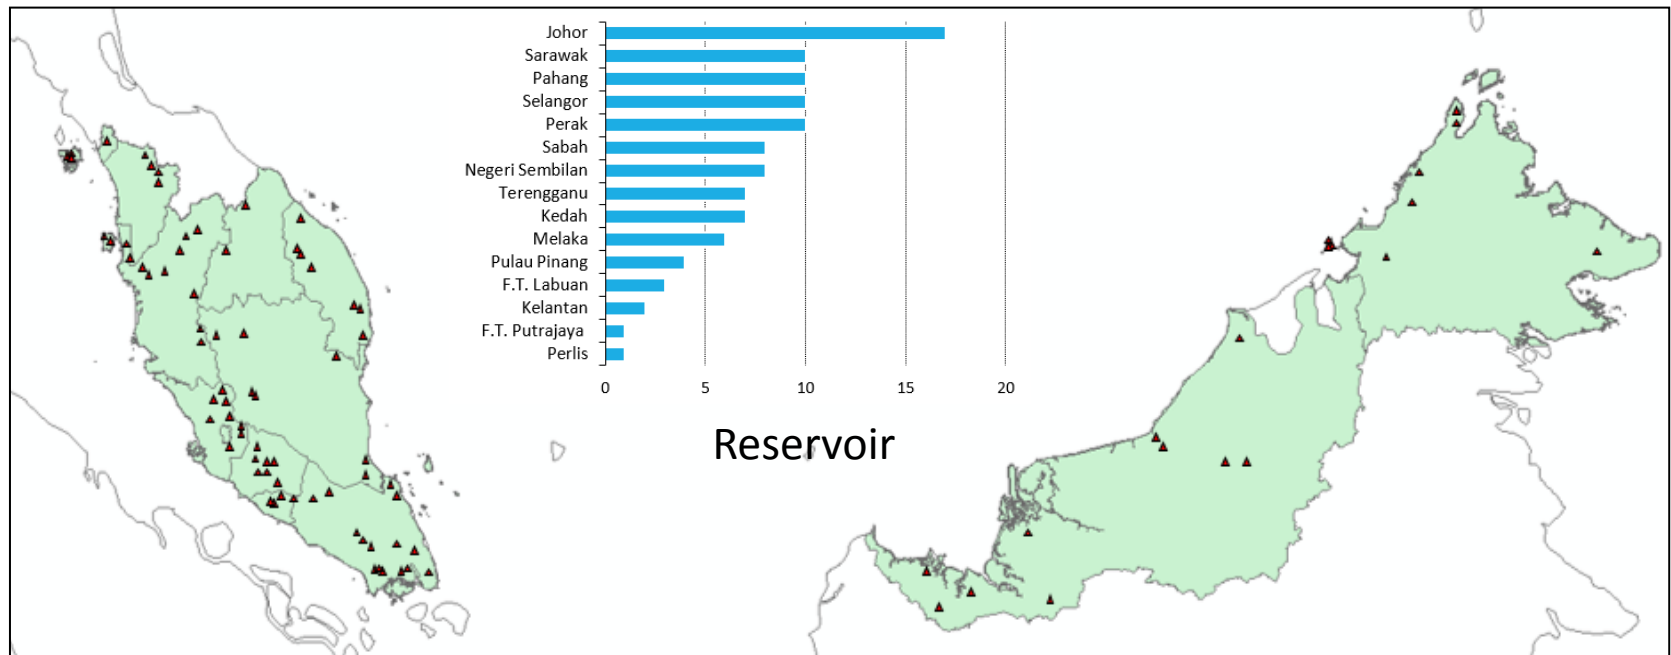 Johor
Sarawak
Pahang
Selangor
Perak
Sabah
Negeri Sembilan
Terengganu
Kedah
Melaka
Pulau Pinang
F.T. Labuan
Kelantan
F.T. Putrajaya
Perlis
0 5 10 15 20
Reservoir